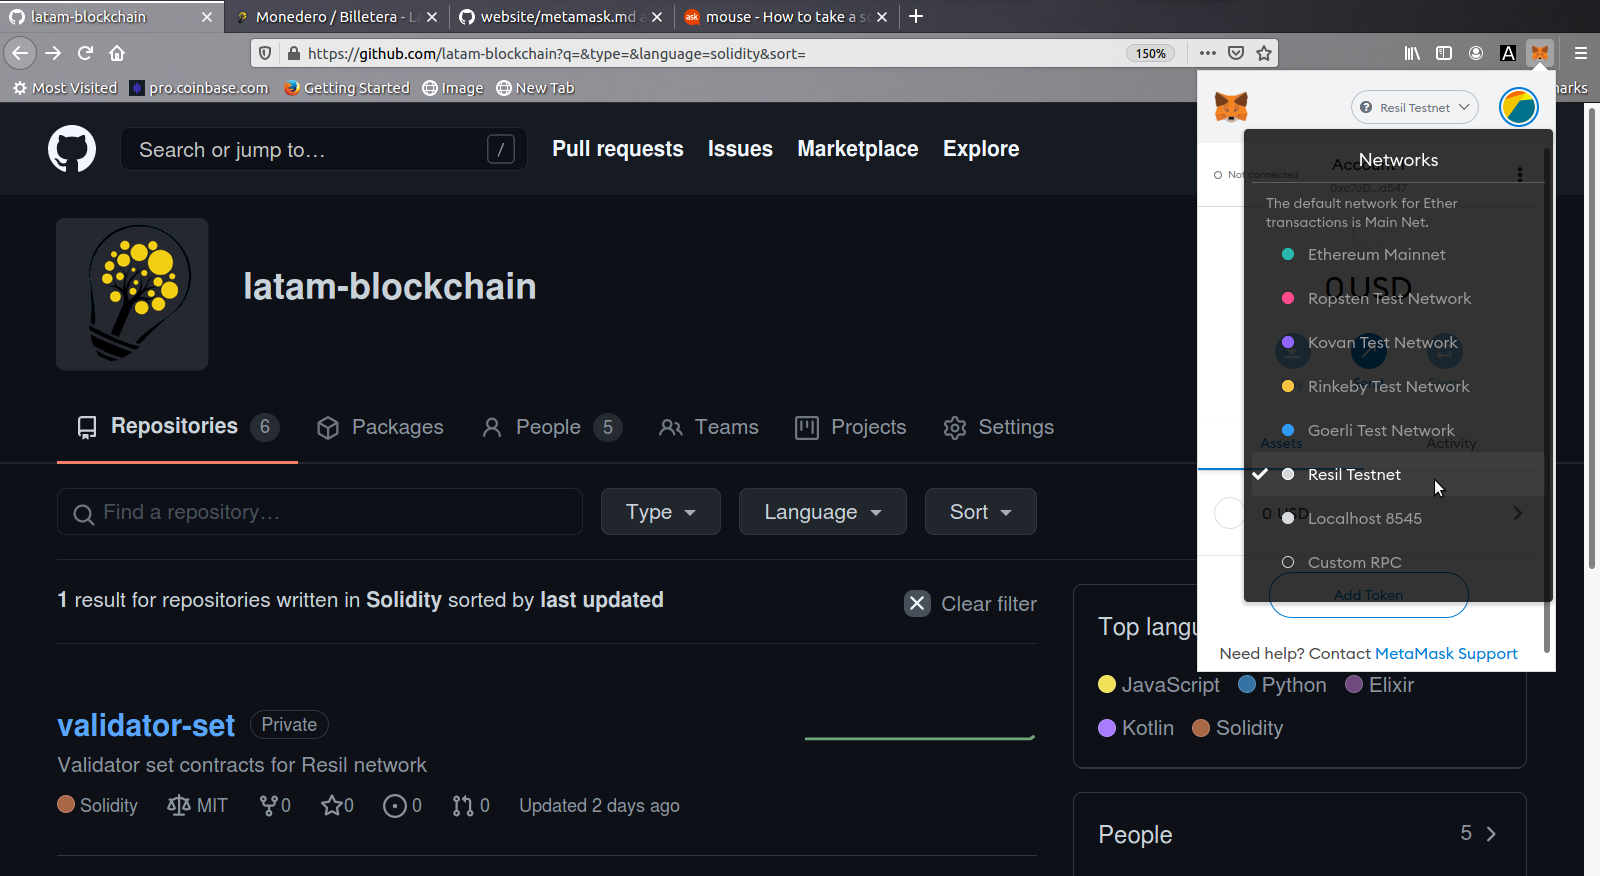 latam-blockchain
Monedero / Billetera - L
website/metamask.md a
ask mouse - How to take a s
https://github.com/latam-blockchain?q=&type=&language=solidity&sort=
150%
Most Visited
pro.coinbase.com
Getting Started
Image
New Tab
arks
Search or jump to…
/
Pull requests
Issues
Marketplace
Explore
latam-blockchain
Repositories 6
Packages
People 5
Teams
Projects
Settings
Find a repository…
Type
Language
Sort
1 result for repositories written in Solidity sorted by last updated
Clear filter
validator-set
Private
Validator set contracts for Resil network
Solidity
MIT
0
0
0
0
Updated 2 days ago
Top langu
JavaScript
Python
Elixir
Kotlin
Solidity
People
5
Resil Testnet
Not connected
0xc76D...a547
Networks
The default network for Ether
transactions is Main Net.
Ethereum Mainnet
0 USD
Ropsten Test Network
Kovan Test Network
Rinkeby Test Network
Goerli Test Network
Assets
Activity
Resil Testnet
0 USD
Localhost 8545
Custom RPC
Add Token
Need help? Contact MetaMask Support